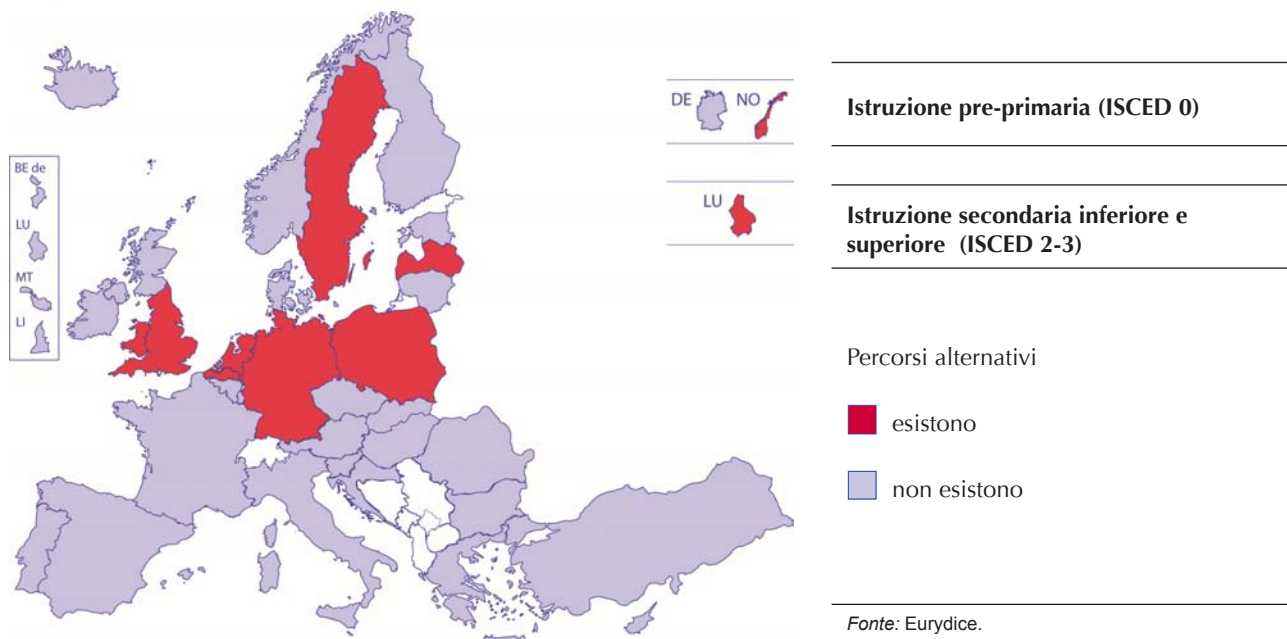 BE de
LU
MT
LI
DE NO
LU
Istruzione pre-primaria (ISCED 0)
Istruzione secondaria inferiore e
superiore (ISCED 2-3)
Percorsi alternativi
esistono
non esistono
Fonte: Eurydice.